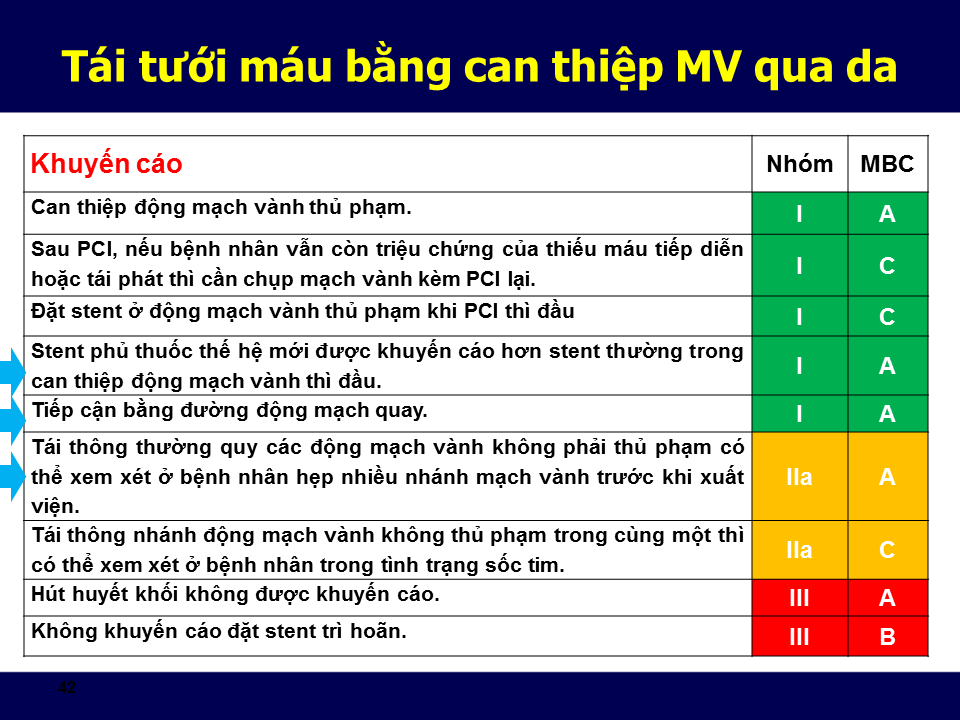 Tái tưới máu bằng can thiệp MV qua da
Khuyến cáo Nhóm MBC
Can thiệp động mạch vành thủ phạm. I A
Sau PCI, nếu bệnh nhân vẫn còn triệu chứng của thiếu máu tiếp diễn
hoặc tái phát thì cần chụp mạch vành kèm PCI lại. I C
Đặt stent ở động mạch vành thủ phạm khi PCI thì đầu I C
Stent phủ thuốc thế hệ mới được khuyến cáo hơn stent thường trong
can thiệp động mạch vành thì đầu. I A
Tiếp cận bằng đường động mạch quay. I A
Tái thông thường quy các động mạch vành không phải thủ phạm có
thể xem xét ở bệnh nhân hẹp nhiều nhánh mạch vành trước khi xuất
viện. IIa A
Tái thông nhánh động mạch vành không thủ phạm trong cùng một thì
có thể xem xét ở bệnh nhân trong tình trạng sốc tim. IIa C
Hút huyết khối không được khuyến cáo. III A
Không khuyến cáo đặt stent trì hoãn. III B
42